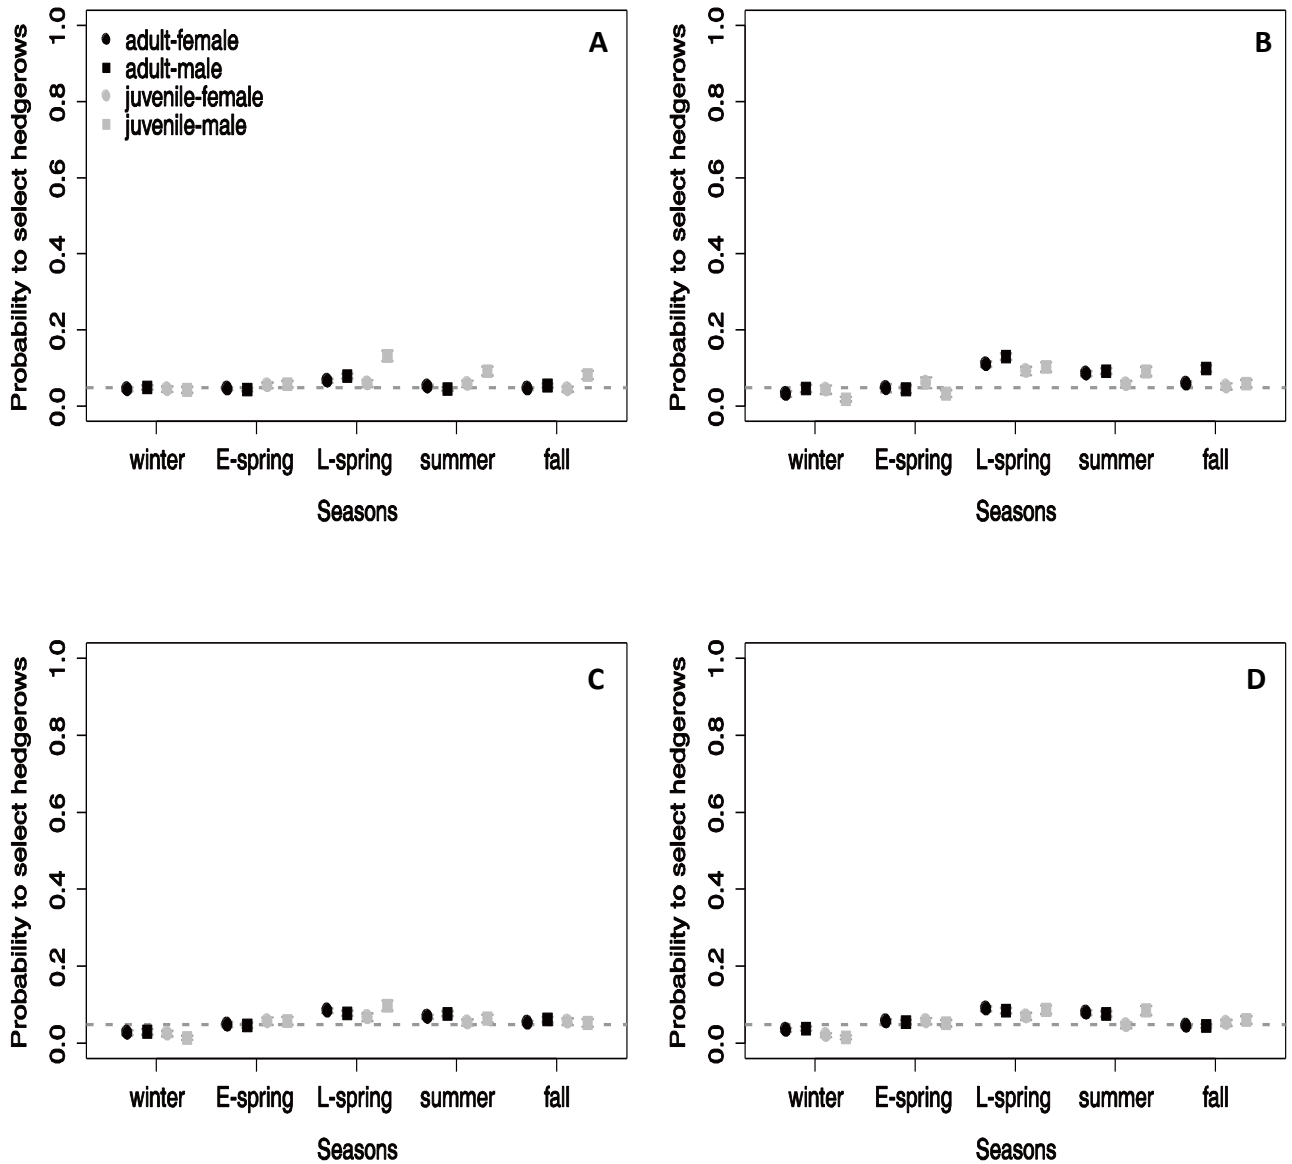 A
adult-female
adult-male
juvenile-female
juvenile-male
Probability to select hedgerows
1.0
0.8
0.6
0.4
0.2
0.0
winter E-spring L-spring summer fall
Seasons
B
Probability to select hedgerows
1.0
0.8
0.6
0.4
0.2
0.0
winter E-spring L-spring summer fall
Seasons
C
Probability to select hedgerows
1.0
0.8
0.6
0.4
0.2
0.0
winter E-spring L-spring summer fall
Seasons
D
Probability to select hedgerows
1.0
0.8
0.6
0.4
0.2
0.0
winter E-spring L-spring summer fall
Seasons